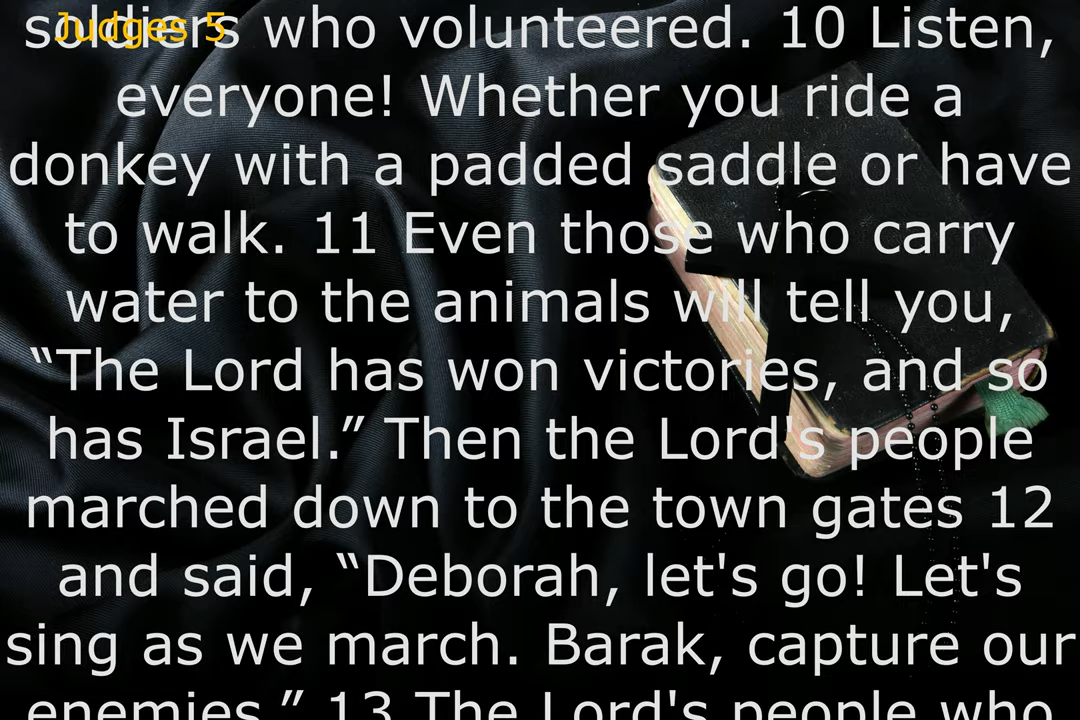 Judges 5
soldiers who volunteered. 10 Listen,
everyone! Whether you ride a
donkey with a padded saddle or have
to walk. 11 Even those who carry
water to the animals will tell you,
“The Lord has won victories, and so
has Israel.” Then the Lord's people
marched down to the town gates 12
and said, “Deborah, let's go! Let's
sing as we march. Barak, capture our
enemies.” 13 The Lord's people who